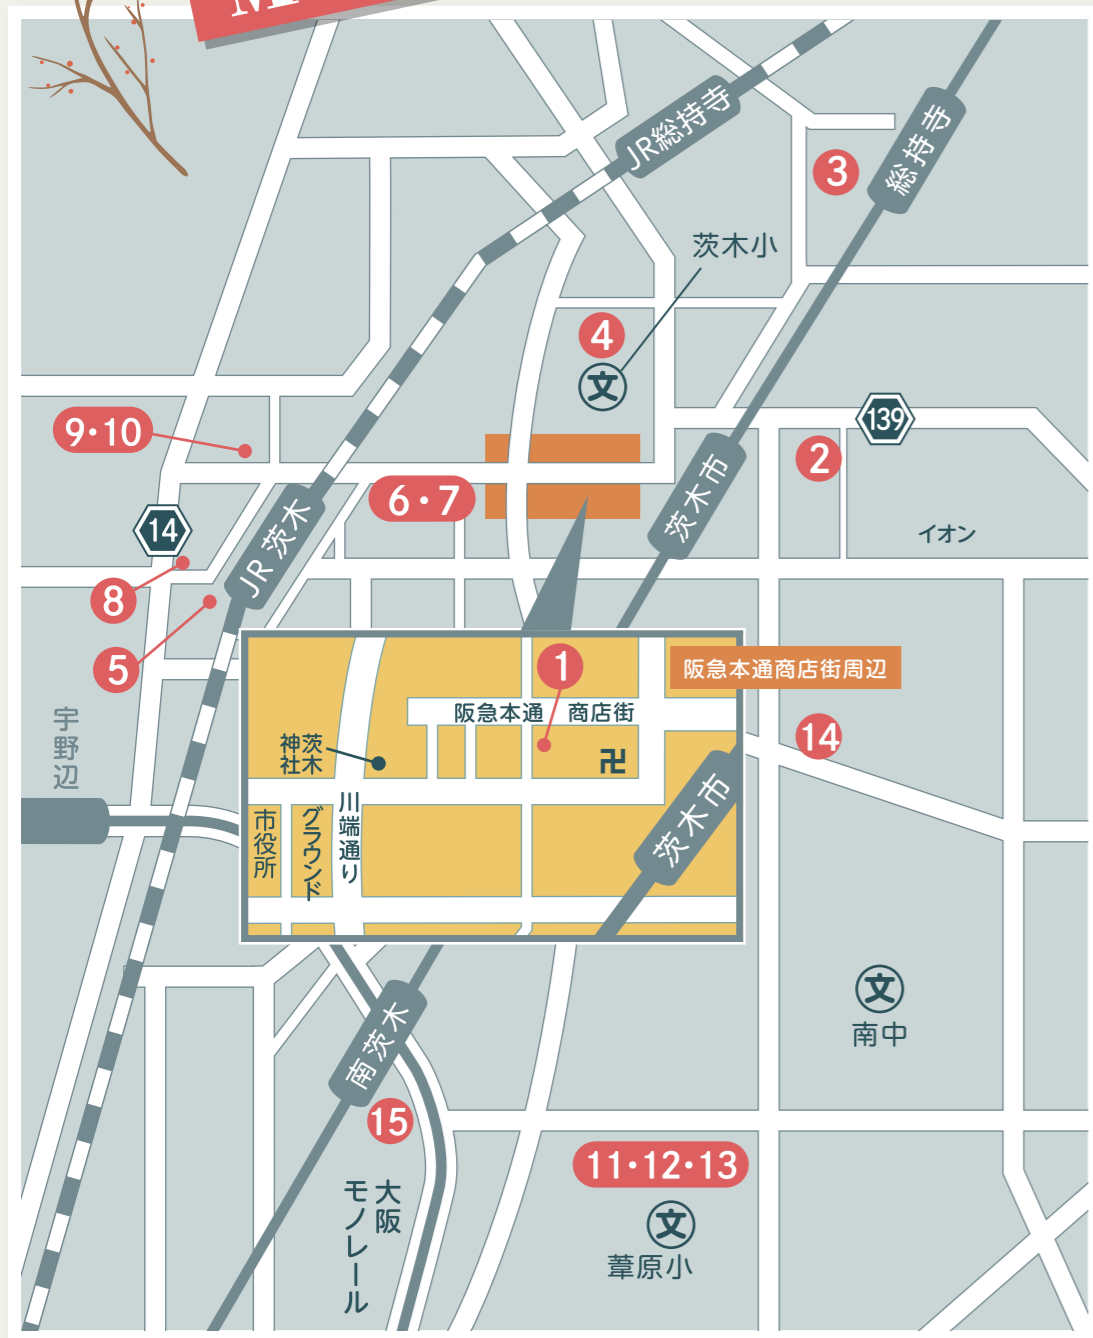 JR総持寺
総持寺
3
茨木小
4
文
9・10
139
2
6・7
茨木市
14
JR茨木
イオン
8
5
1
阪急本通商店街周辺
阪急本通 商店街
宇野辺
茨木
神社
卍
14
茨木市
市役所
グラウンド
川端通り
文
南中
南茨木
15
11・12・13
大阪
モノレール
文
葦原小